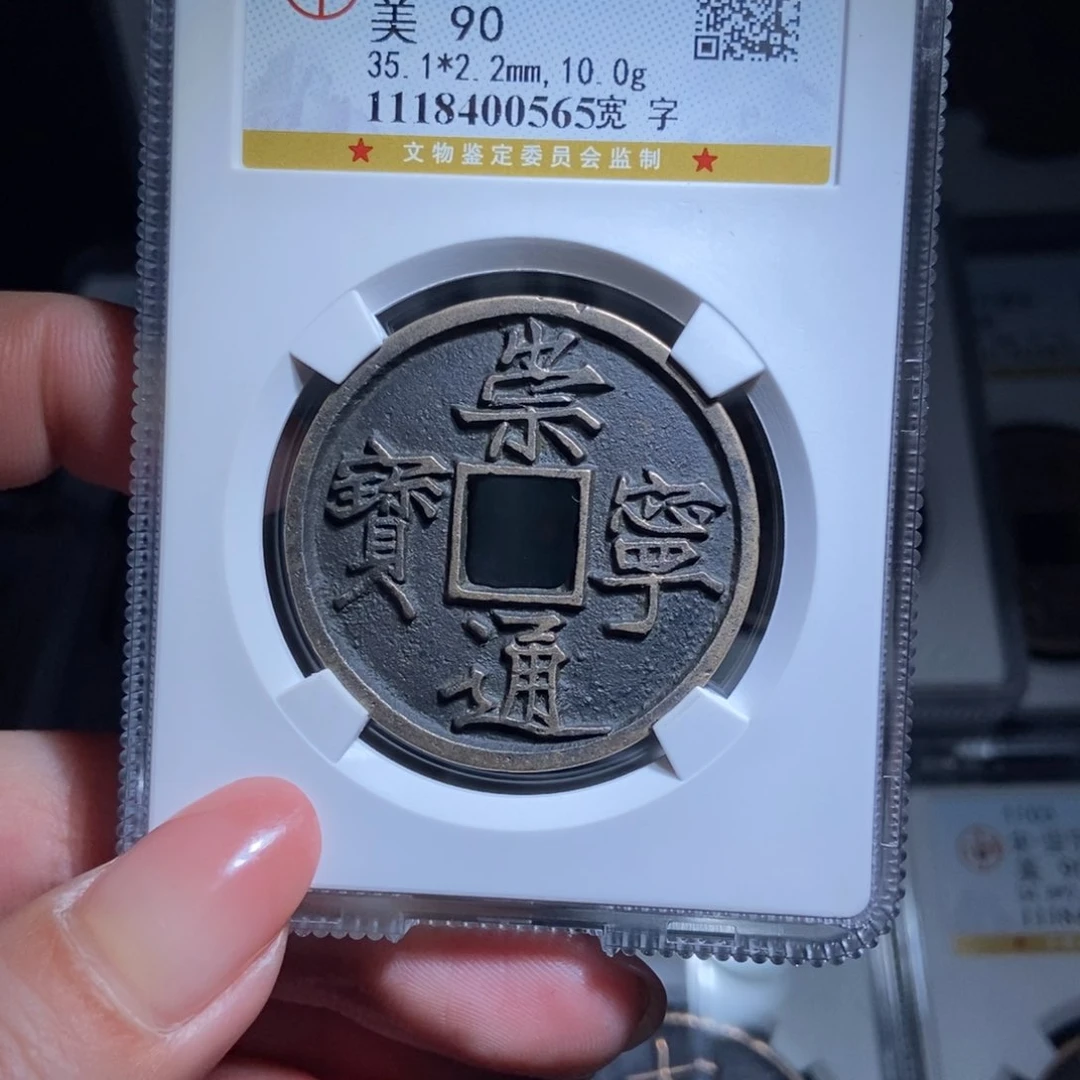 美 90
35.1*2.2mm,10.0g
1118400565宽 字
★ 文物鉴定委员会监制 ★
崇
寧
通
寳